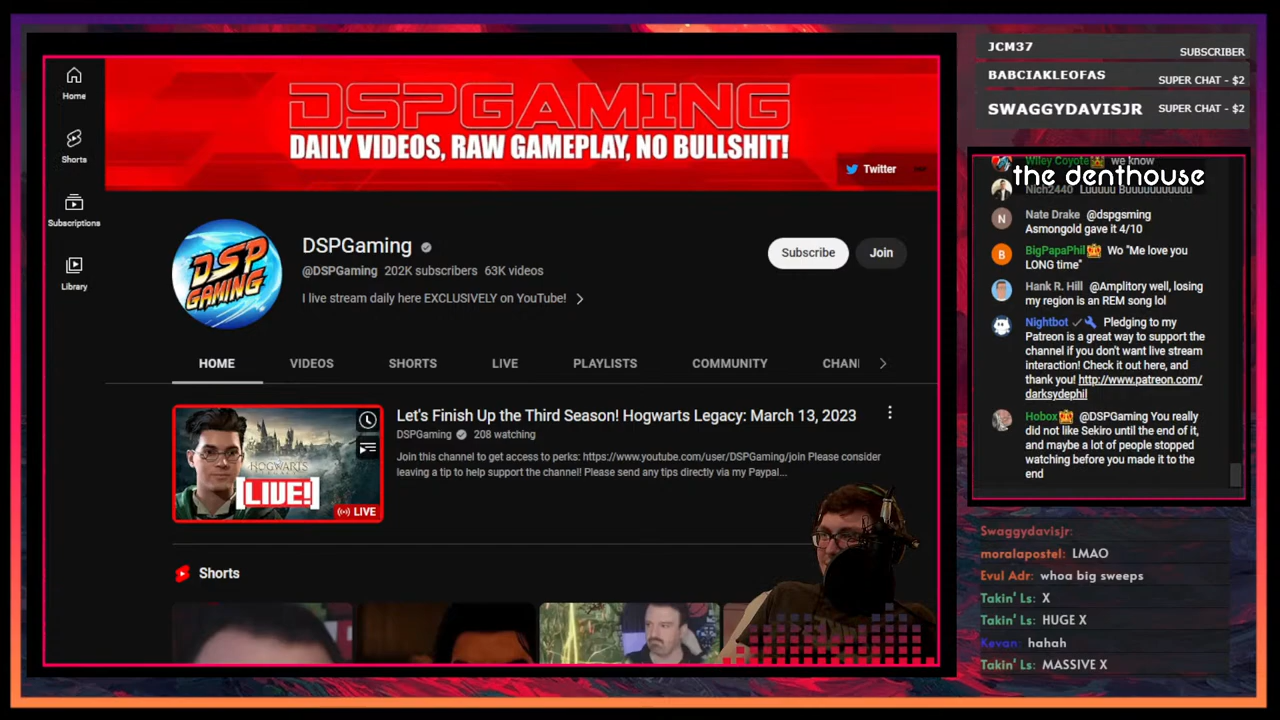 Home
Shorts
Subscriptions
Library
DSPGAMING
DAILY VIDEOS, RAW GAMEPLAY, NO BULLSHIT!
Twitter
DSP
GAMING
DSPGaming
@DSPGaming 202K subscribers 63K videos
I live stream daily here EXCLUSIVELY on YouTube!
Subscribe
Join
HOME
VIDEOS
SHORTS
LIVE
PLAYLISTS
COMMUNITY
CHANI
HOGWARTS
[LIVE!]
LIVE
Let's Finish Up the Third Season! Hogwarts Legacy: March 13, 2023
DSPGaming 208 watching
Join this channel to get access to perks: https://www.youtube.com/user/DSPGaming/join Please consider
leaving a tip to help support the channel! Please send any tips directly via my Paypal...
Shorts
JCM37 SUBSCRIBER
BABCIAKLEOFAS SUPER CHAT - $2
SWAGGYDAVISJR SUPER CHAT - $2
Wiley Coyote we know
the denthouse
Nich2440
Nate Drake @dspgsming
Asmongold gave it 4/10
BigPapaPhil Wo "Me love you
LONG time"
Hank R. Hill @Amplitory well, losing
my region is an REM song lol
Nightbot Pledging to my
Patreon is a great way to support the
channel if you don't want live stream
interaction! Check it out here, and
thank you! http://www.patreon.com/
darksydephil
Hobox @DSPGaming You really
did not like Sekiro until the end of it,
and maybe a lot of people stopped
watching before you made it to the
end
Swaggydavisjr:
moralapostel: LMAO
Evul Adr: whoa big sweeps
Takin' Ls: X
Takin' Ls: HUGE X
Kevan: hahah
Takin' Ls: MASSIVE X